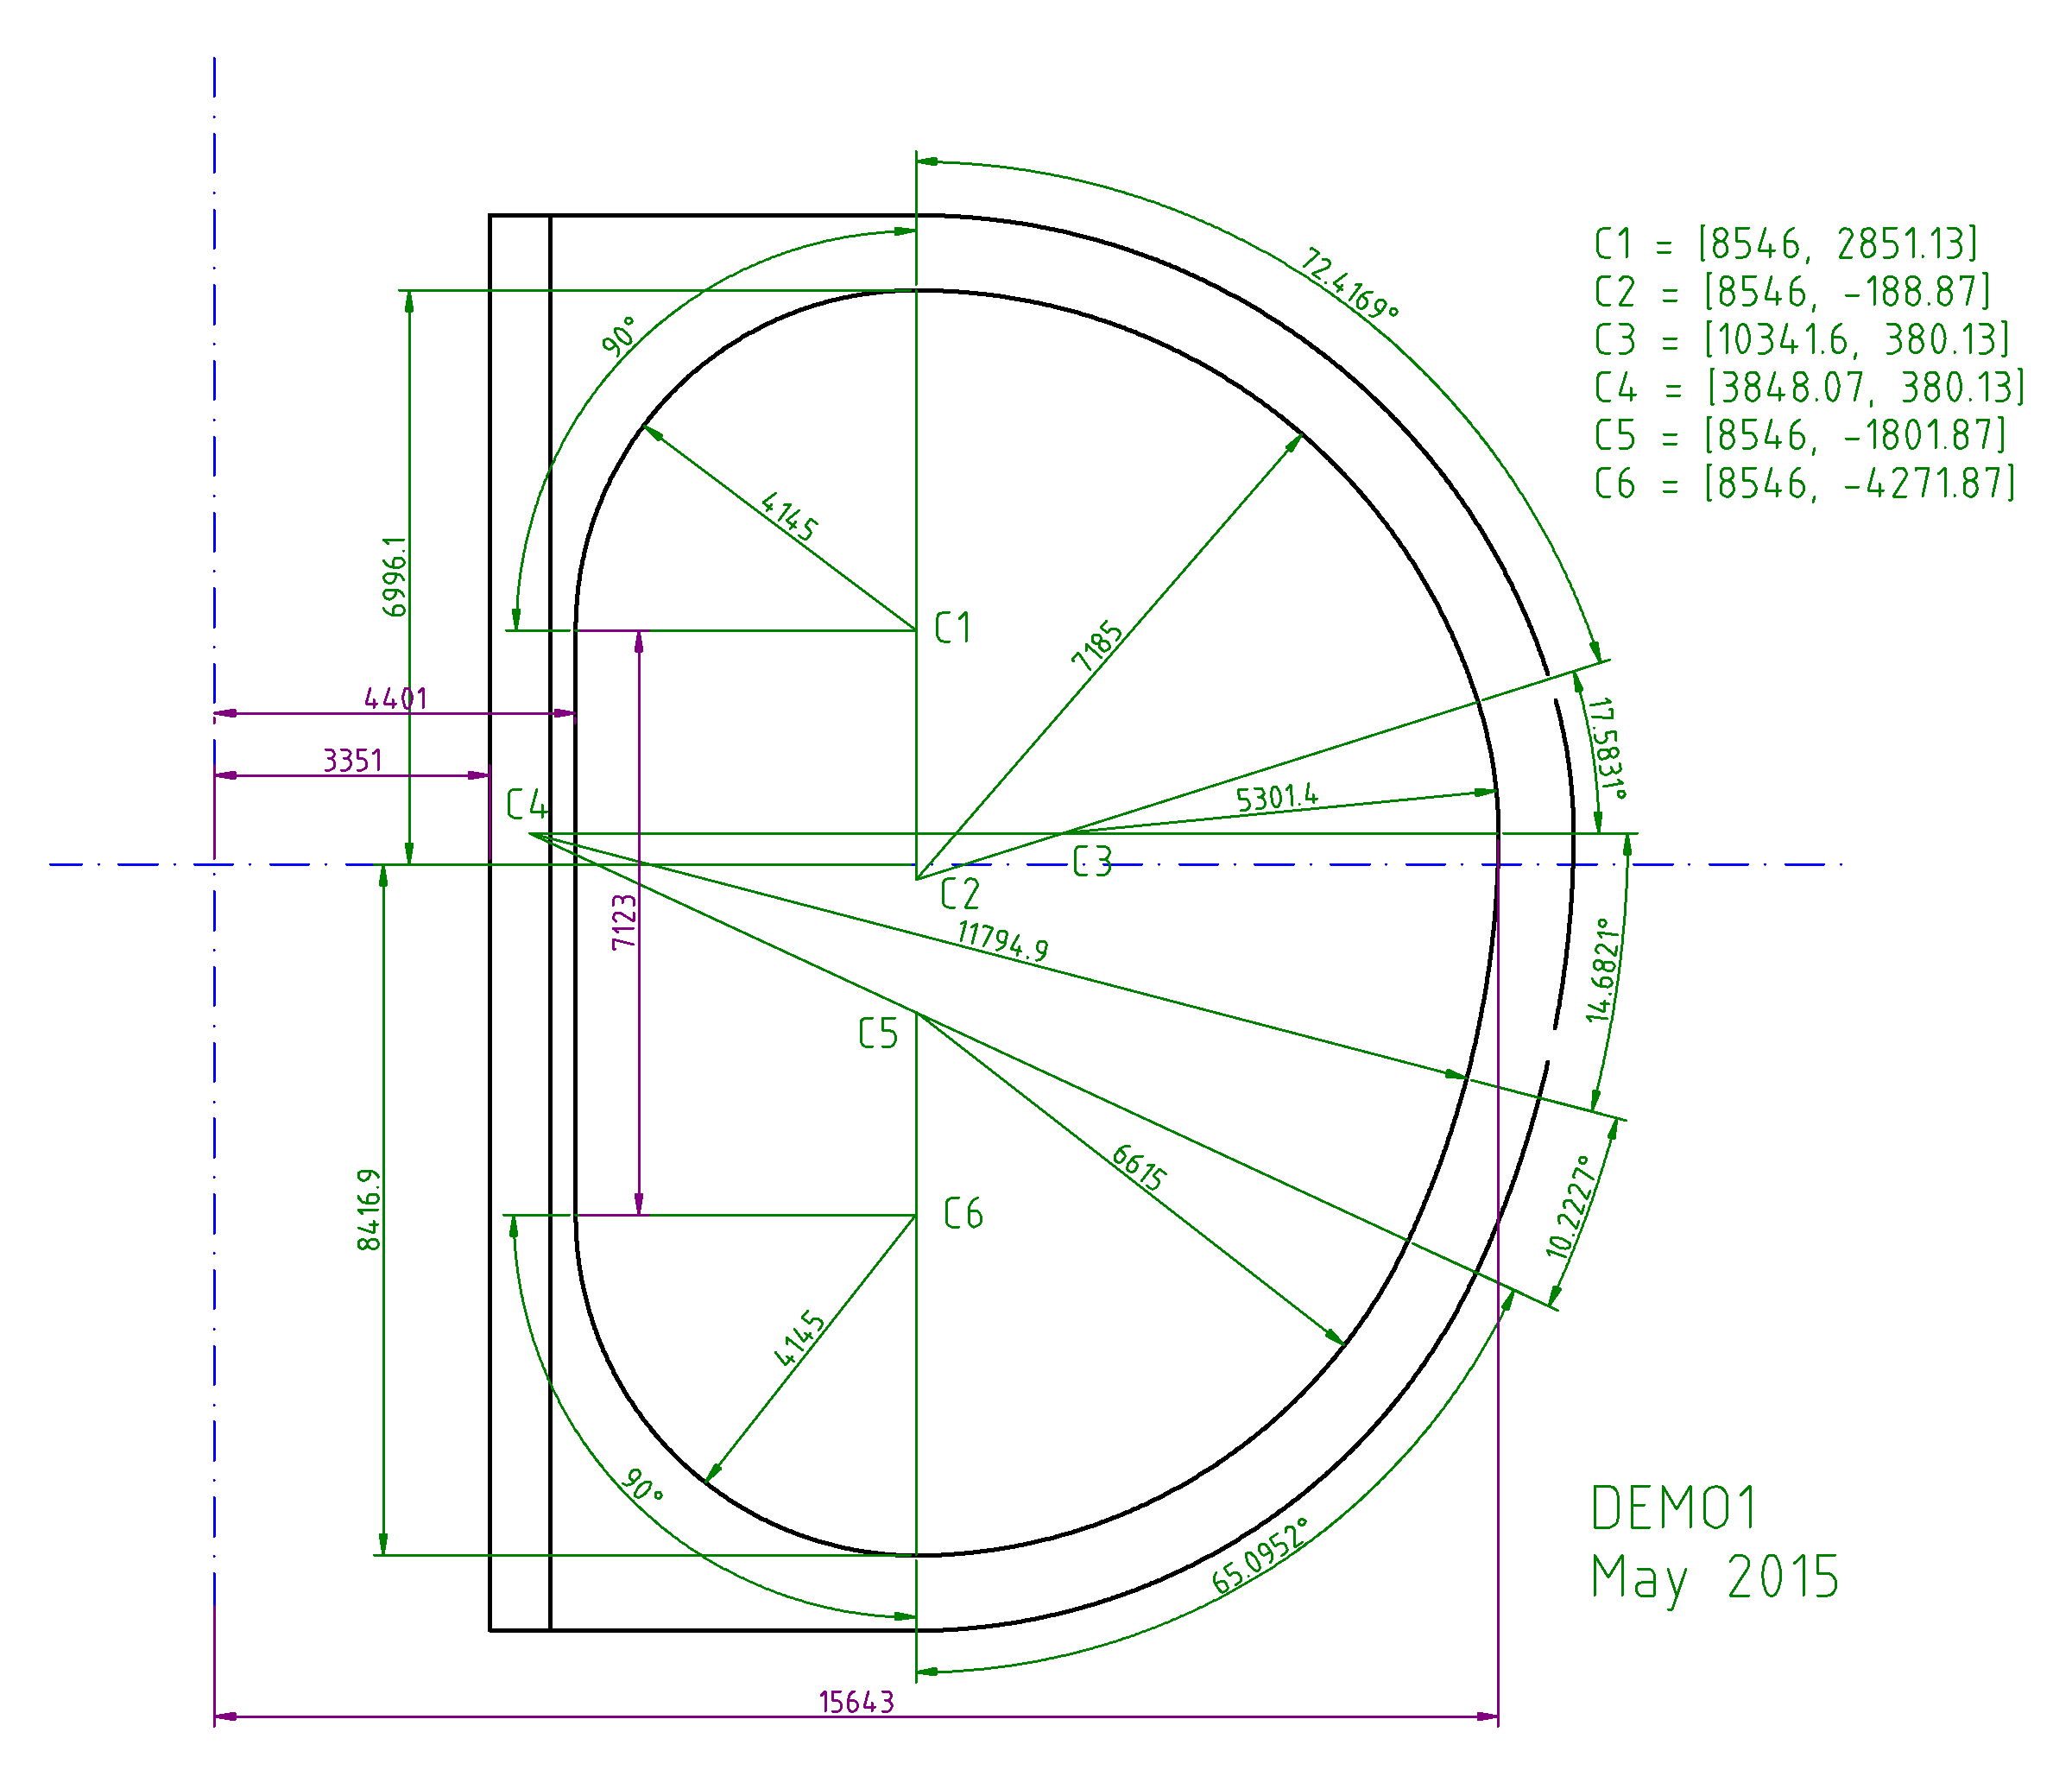 C1 = [8546, 2851.13]
C2 = [8546, -188.87]
C3 = [10341.6, 380.13]
C4 = [3848.07, 380.13]
C5 = [8546, -1801.87]
C6 = [8546, -4271.87]
72.4169°
90°
4145
6996.1
C1
7185
4401
17.5831°
3351
5301.4
C4
C3
C2
7123
11794.9
14.6821°
C5
6615
10.2227°
8416.9
C6
4145
90°
65.0952°
DEMO1
May 2015
15643